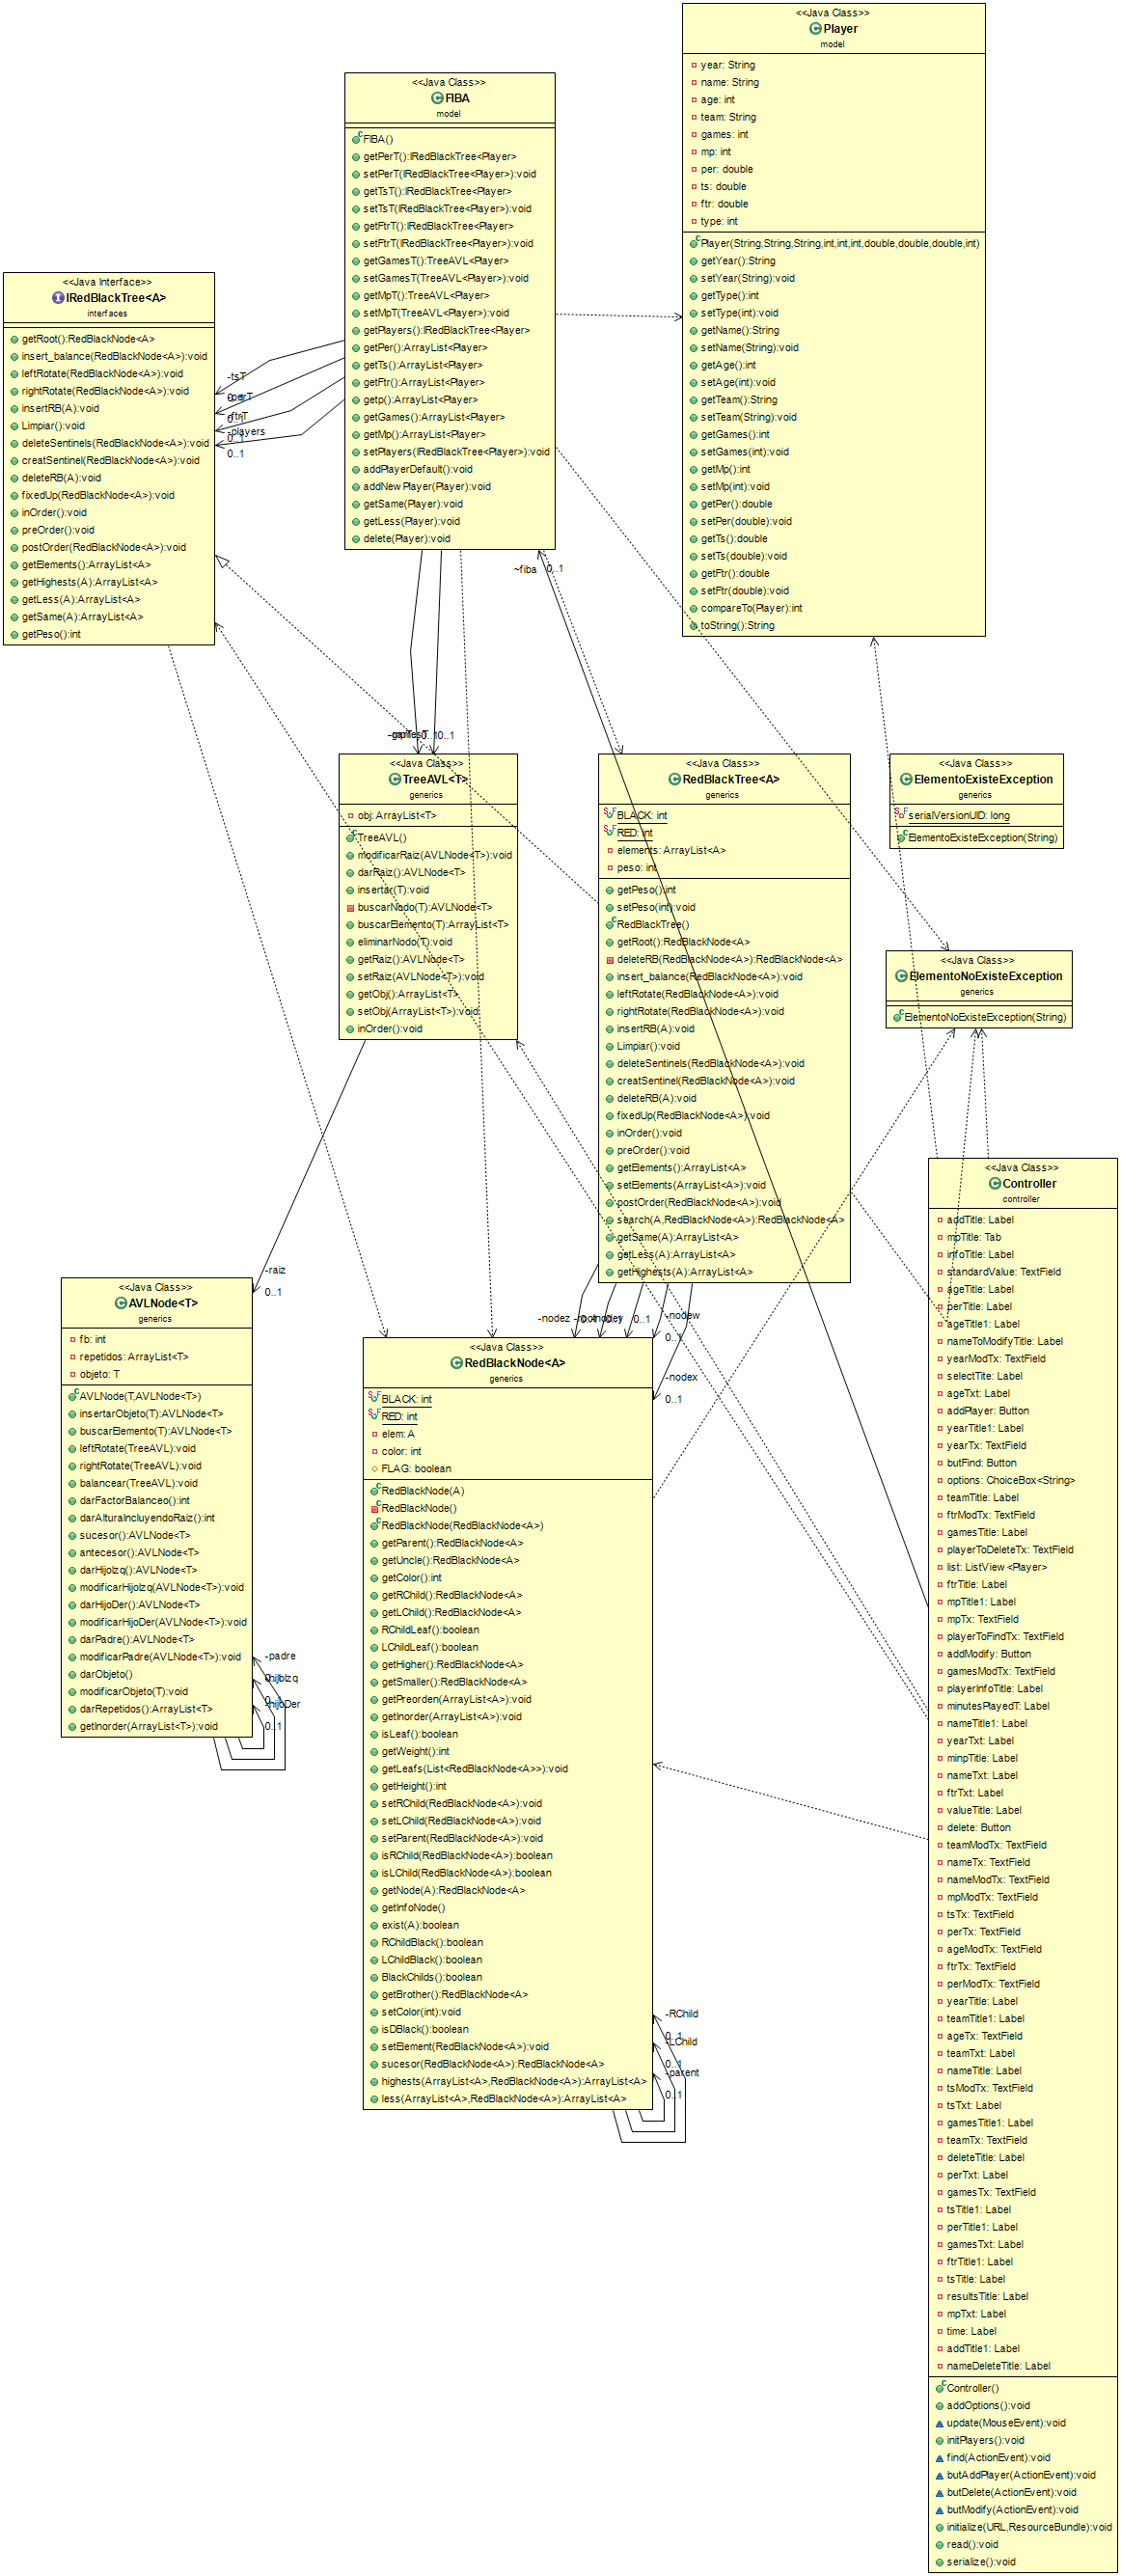 <<Java Class>>
Player
model
year: String
name: String
age: int
team: String
games: int
mp: int
per: double
ts: double
ftr: double
type: int
Player(String,String,String,int,int,int,double,double,double,int)
getYear():String
setYear(String):void
getType():int
setType(int):void
getName():String
setName(String):void
getAge():int
setAge(int):void
getTeam():String
setTeam(String):void
getGames():int
setGames(int):void
getMp():int
setMp(int):void
getPer():double
setPer(double):void
getTs():double
setTs(double):void
getFtr():double
setFtr(double):void
compareTo(Player):int
toString():String
<<Java Class>>
FIBA
model
FIBA()
getPerT():IRedBlackTree<Player>
setPerT(IRedBlackTree<Player>):void
getTsT():IRedBlackTree<Player>
setTsT(IRedBlackTree<Player>):void
getFtrT():IRedBlackTree<Player>
setFtrT(IRedBlackTree<Player>):void
getGamesT():TreeAVL<Player>
setGamesT(TreeAVL<Player>):void
getMpT():TreeAVL<Player>
setMpT(TreeAVL<Player>):void
getPlayers():IRedBlackTree<Player>
getPer():ArrayList<Player>
getTs():ArrayList<Player>
getFtr():ArrayList<Player>
getp():ArrayList<Player>
getGames():ArrayList<Player>
getMp():ArrayList<Player>
setPlayers(IRedBlackTree<Player>):void
addPlayerDefault():void
addNewPlayer(Player):void
getSame(Player):void
getLess(Player):void
delete(Player):void
<<Java Interface>>
IRedBlackTree<A>
interfaces
getRoot():RedBlackNode<A>
insert_balance(RedBlackNode<A>):void
leftRotate(RedBlackNode<A>):void
rightRotate(RedBlackNode<A>):void
insertRB(A):void
Limpiar():void
deleteSentinels(RedBlackNode<A>):void
creatSentinel(RedBlackNode<A>):void
deleteRB(A):void
fixedUp(RedBlackNode<A>):void
inOrder():void
preOrder():void
postOrder(RedBlackNode<A>):void
getElements():ArrayList<A>
getHighests(A):ArrayList<A>
getLess(A):ArrayList<A>
getSame(A):ArrayList<A>
getPeso():int
-tsT
-perT
-ftrT
-players
0..1
~fiba
0..1
0..1
<<Java Class>>
TreeAVL<T>
generics
obj: ArrayList<T>
TreeAVL()
modificarRaiz(AVLNode<T>):void
darRaiz():AVLNode<T>
insertar(T):void
buscarNodo(T):AVLNode<T>
buscarElemento(T):ArrayList<T>
eliminarNodo(T):void
getRaiz():AVLNode<T>
setRaiz(AVLNode<T>):void
getObj():ArrayList<T>
setObj(ArrayList<T>):void
inOrder():void
<<Java Class>>
RedBlackTree<A>
generics
BLACK: int
RED: int
elements: ArrayList<A>
peso: int
getPeso():int
setPeso(int):void
RedBlackTree()
getRoot():RedBlackNode<A>
deleteRB(RedBlackNode<A>):RedBlackNode<A>
insert_balance(RedBlackNode<A>):void
leftRotate(RedBlackNode<A>):void
rightRotate(RedBlackNode<A>):void
insertRB(A):void
Limpiar():void
deleteSentinels(RedBlackNode<A>):void
creatSentinel(RedBlackNode<A>):void
deleteRB(A):void
fixedUp(RedBlackNode<A>):void
inOrder():void
preOrder():void
getElements():ArrayList<A>
setElements(ArrayList<A>):void
postOrder(RedBlackNode<A>):void
search(A,RedBlackNode<A>):RedBlackNode<A>
getSame(A):ArrayList<A>
getLess(A):ArrayList<A>
getHighests(A):ArrayList<A>
<<Java Class>>
ElementoExisteException
generics
serialVersionUID: long
ElementoExisteException(String)
<<Java Class>>
ElementoNoExisteException
generics
ElementoNoExisteException(String)
-raiz
0..1
-nodez
0..1
-nodew
0..1
-nodex
0..1
<<Java Class>>
AVLNode<T>
generics
fb: int
repetidos: ArrayList<T>
objeto: T
AVLNode(T,AVLNode<T>)
insertarObjeto(T):AVLNode<T>
buscarElemento(T):AVLNode<T>
leftRotate(TreeAVL):void
rightRotate(TreeAVL):void
balancear(TreeAVL):void
darFactorBalanceo():int
darAlturaIncluyendoRaiz():int
sucesor():AVLNode<T>
antecesor():AVLNode<T>
darHijoIzq():AVLNode<T>
modificarHijoIzq(AVLNode<T>):void
darHijoDer():AVLNode<T>
modificarHijoDer(AVLNode<T>):void
darPadre():AVLNode<T>
modificarPadre(AVLNode<T>):void
darObjeto()
modificarObjeto(T):void
darRepetidos():ArrayList<T>
getInorder(ArrayList<T>):void
-padre
-hijoIzq
-hijoDer
0..1
<<Java Class>>
RedBlackNode<A>
generics
BLACK: int
RED: int
elem: A
color: int
FLAG: boolean
RedBlackNode(A)
RedBlackNode()
RedBlackNode(RedBlackNode<A>)
getParent():RedBlackNode<A>
getUncle():RedBlackNode<A>
getColor():int
getRChild():RedBlackNode<A>
getLChild():RedBlackNode<A>
RChildLeaf():boolean
LChildLeaf():boolean
getHigher():RedBlackNode<A>
getSmaller():RedBlackNode<A>
getPreorden(ArrayList<A>):void
getInorder(ArrayList<A>):void
isLeaf():boolean
getWeight():int
getLeafs(List<RedBlackNode<A>>):void
getHeight():int
setRChild(RedBlackNode<A>):void
setLChild(RedBlackNode<A>):void
setParent(RedBlackNode<A>):void
isRChild(RedBlackNode<A>):boolean
isLChild(RedBlackNode<A>):boolean
getNode(A):RedBlackNode<A>
getInfoNode()
exist(A):boolean
RChildBlack():boolean
LChildBlack():boolean
BlackChilds():boolean
getBrother():RedBlackNode<A>
setColor(int):void
isDBlack():boolean
setElement(RedBlackNode<A>):void
sucesor(RedBlackNode<A>):RedBlackNode<A>
highests(ArrayList<A>,RedBlackNode<A>):ArrayList<A>
less(ArrayList<A>,RedBlackNode<A>):ArrayList<A>
-RChild
0..1
-LChild
0..1
-parent
0..1
<<Java Class>>
Controller
controller
addTitle: Label
mpTitle: Tab
infoTitle: Label
standardValue: TextField
ageTitle: Label
perTitle: Label
ageTitle1: Label
nameToModifyTitle: Label
yearModTx: TextField
selectTite: Label
ageTxt: Label
addPlayer: Button
yearTitle1: Label
yearTx: TextField
butFind: Button
options: ChoiceBox<String>
teamTitle: Label
ftrModTx: TextField
gamesTitle: Label
playerToDeleteTx: TextField
list: ListView<Player>
ftrTitle: Label
mpTitle1: Label
mpTx: TextField
playerToFindTx: TextField
addModify: Button
gamesModTx: TextField
playerInfoTitle: Label
minutesPlayedT: Label
nameTitle1: Label
yearTxt: Label
minpTitle: Label
nameTxt: Label
ftrTxt: Label
valueTitle: Label
delete: Button
teamModTx: TextField
nameTx: TextField
nameModTx: TextField
mpModTx: TextField
tsTx: TextField
perTx: TextField
ageModTx: TextField
ftrTx: TextField
perModTx: TextField
yearTitle: Label
teamTitle1: Label
ageTx: TextField
teamTxt: Label
nameTitle: Label
tsModTx: TextField
tsTxt: Label
gamesTitle1: Label
teamTx: TextField
deleteTitle: Label
perTxt: Label
gamesTx: TextField
tsTitle1: Label
perTitle1: Label
gamesTxt: Label
ftrTitle1: Label
tsTitle: Label
resultsTitle: Label
mpTxt: Label
time: Label
addTitle1: Label
nameDeleteTitle: Label
Controller()
addOptions():void
update(MouseEvent):void
initPlayers():void
find(ActionEvent):void
butAddPlayer(ActionEvent):void
butDelete(ActionEvent):void
butModify(ActionEvent):void
initialize(URL,ResourceBundle):void
read():void
serialize():void